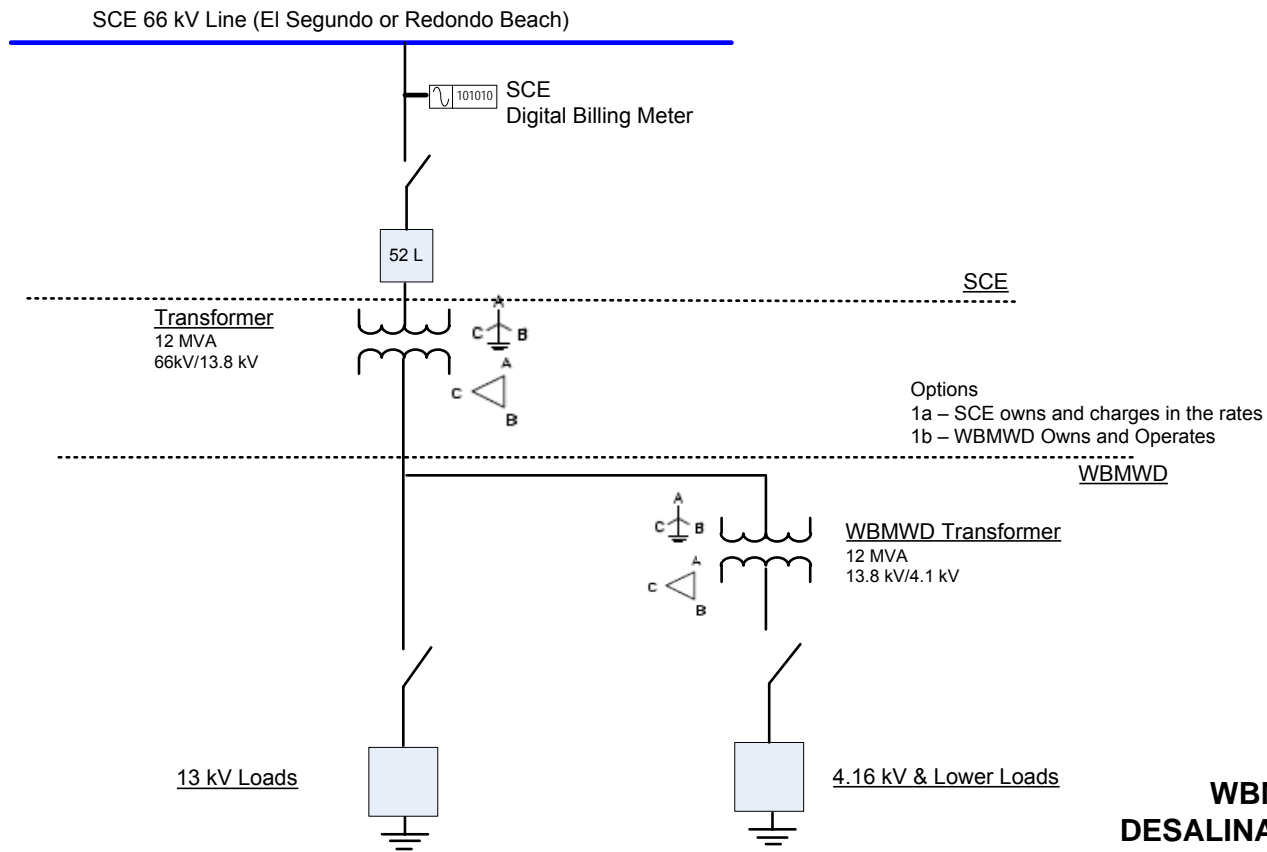 SCE 66 kV Line (El Segundo or Redondo Beach)
101010
SCE
Digital Billing Meter
52 L
SCE
Transformer
12 MVA
66kV/13.8 kV
A
C B
A
C
B
Options
1a – SCE owns and charges in the rates
1b – WBMWD Owns and Operates
WBMWD
A
C B
A
C
B
WBMWD Transformer
12 MVA
13.8 kV/4.1 kV
13 kV Loads
4.16 kV & Lower Loads